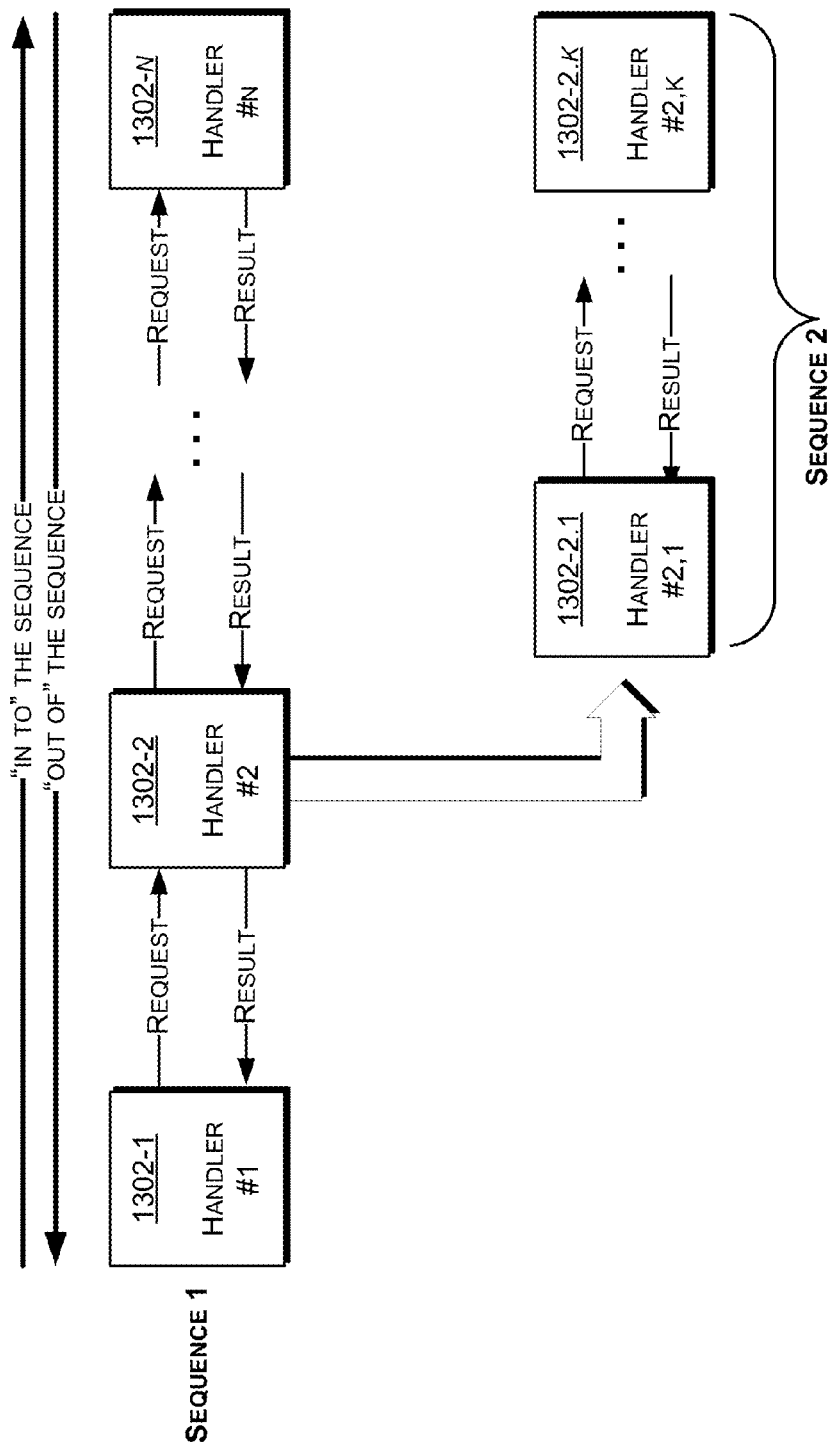 "IN TO" THE SEQUENCE
"OUT OF" THE SEQUENCE
SEQUENCE 1
1302-1
HANDLER
#1
REQUEST
RESULT
1302-2
HANDLER
#2
REQUEST
RESULT
...
REQUEST
RESULT
1302-N
HANDLER
#N
1302-2.1
HANDLER
#2,1
REQUEST
RESULT
...
1302-2.K
HANDLER
#2,K
SEQUENCE 2